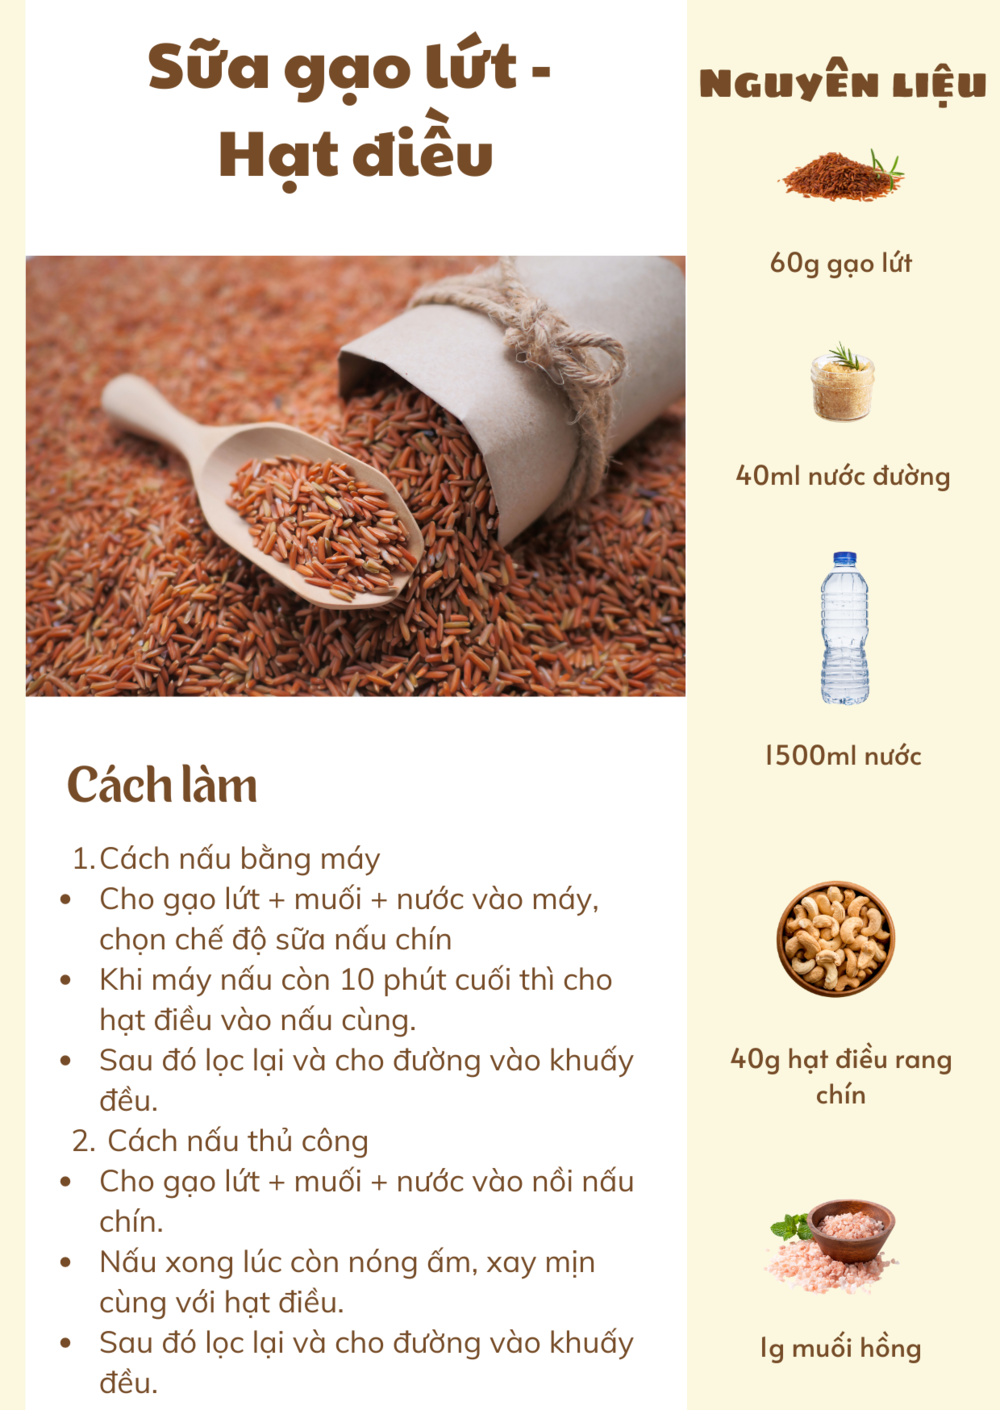 Sữa gạo lứt -
Hạt điều
Nguyên liệu
60g gạo lứt
40ml nước đường
1500ml nước
40g hạt điều rang
chín
1g muối hồng
Cách làm
1. Cách nấu bằng máy
• Cho gạo lứt + muối + nước vào máy,
chọn chế độ sữa nấu chín
• Khi máy nấu còn 10 phút cuối thì cho
hạt điều vào nấu cùng.
• Sau đó lọc lại và cho đường vào khuấy
đều.
2. Cách nấu thủ công
• Cho gạo lứt + muối + nước vào nồi nấu
chín.
• Nấu xong lúc còn nóng ấm, xay mịn
cùng với hạt điều.
• Sau đó lọc lại và cho đường vào khuấy
đều.